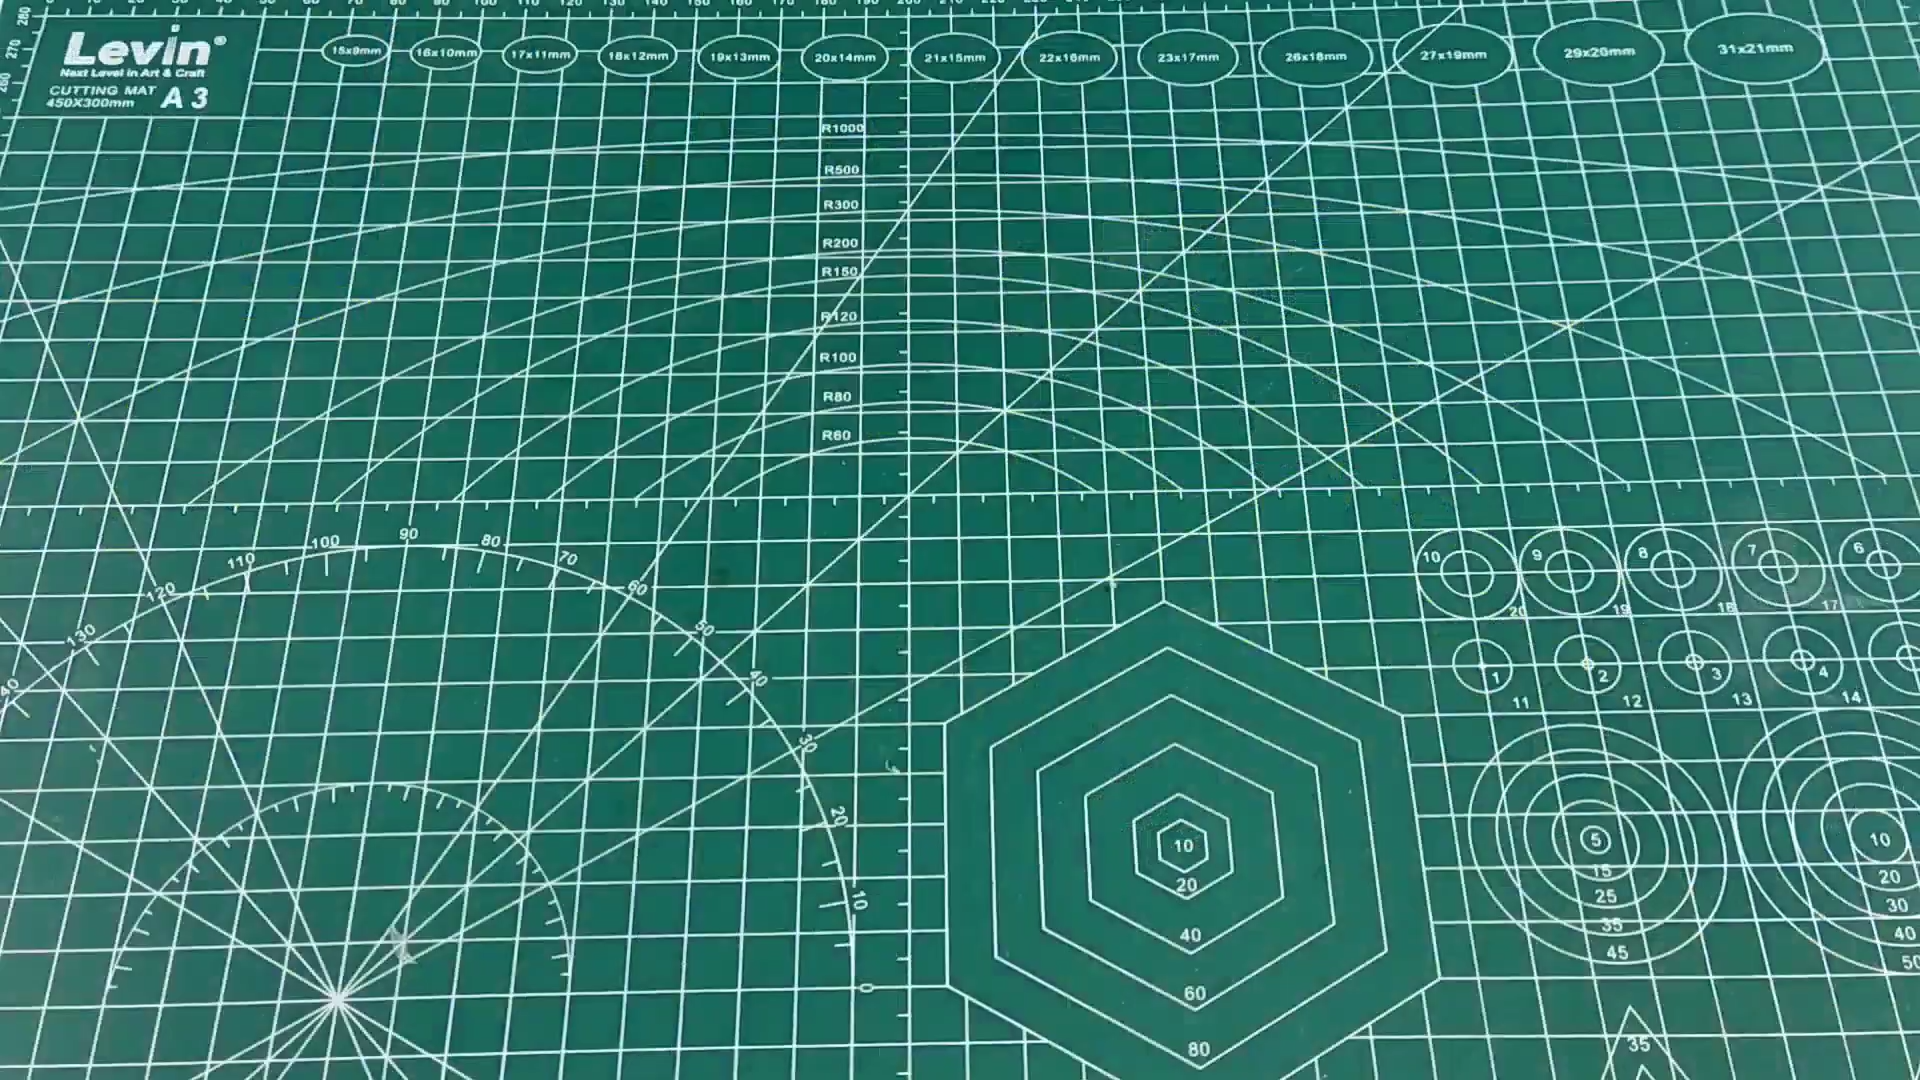 280
270
260
Levin®
Next Level in Art & Craft
CUTTING MAT
450X300mm
A 3
15x9mm
16x10mm
17x11mm
18x12mm
19x13mm
20x14mm
21x15mm
22x16mm
23x17mm
26x18mm
27x19mm
29x20mm
31x21mm
R1000
R500
R300
R200
R150
R120
R100
R80
R60
130
120
110
100
90
80
70
60
50
40
30
20
10
0
10
20
40
60
80
10 9 8 7 6
20 19 18 17
1 2 3 4
11 12 13 14
5
15
25
35
45
10
20
30
40
50
35